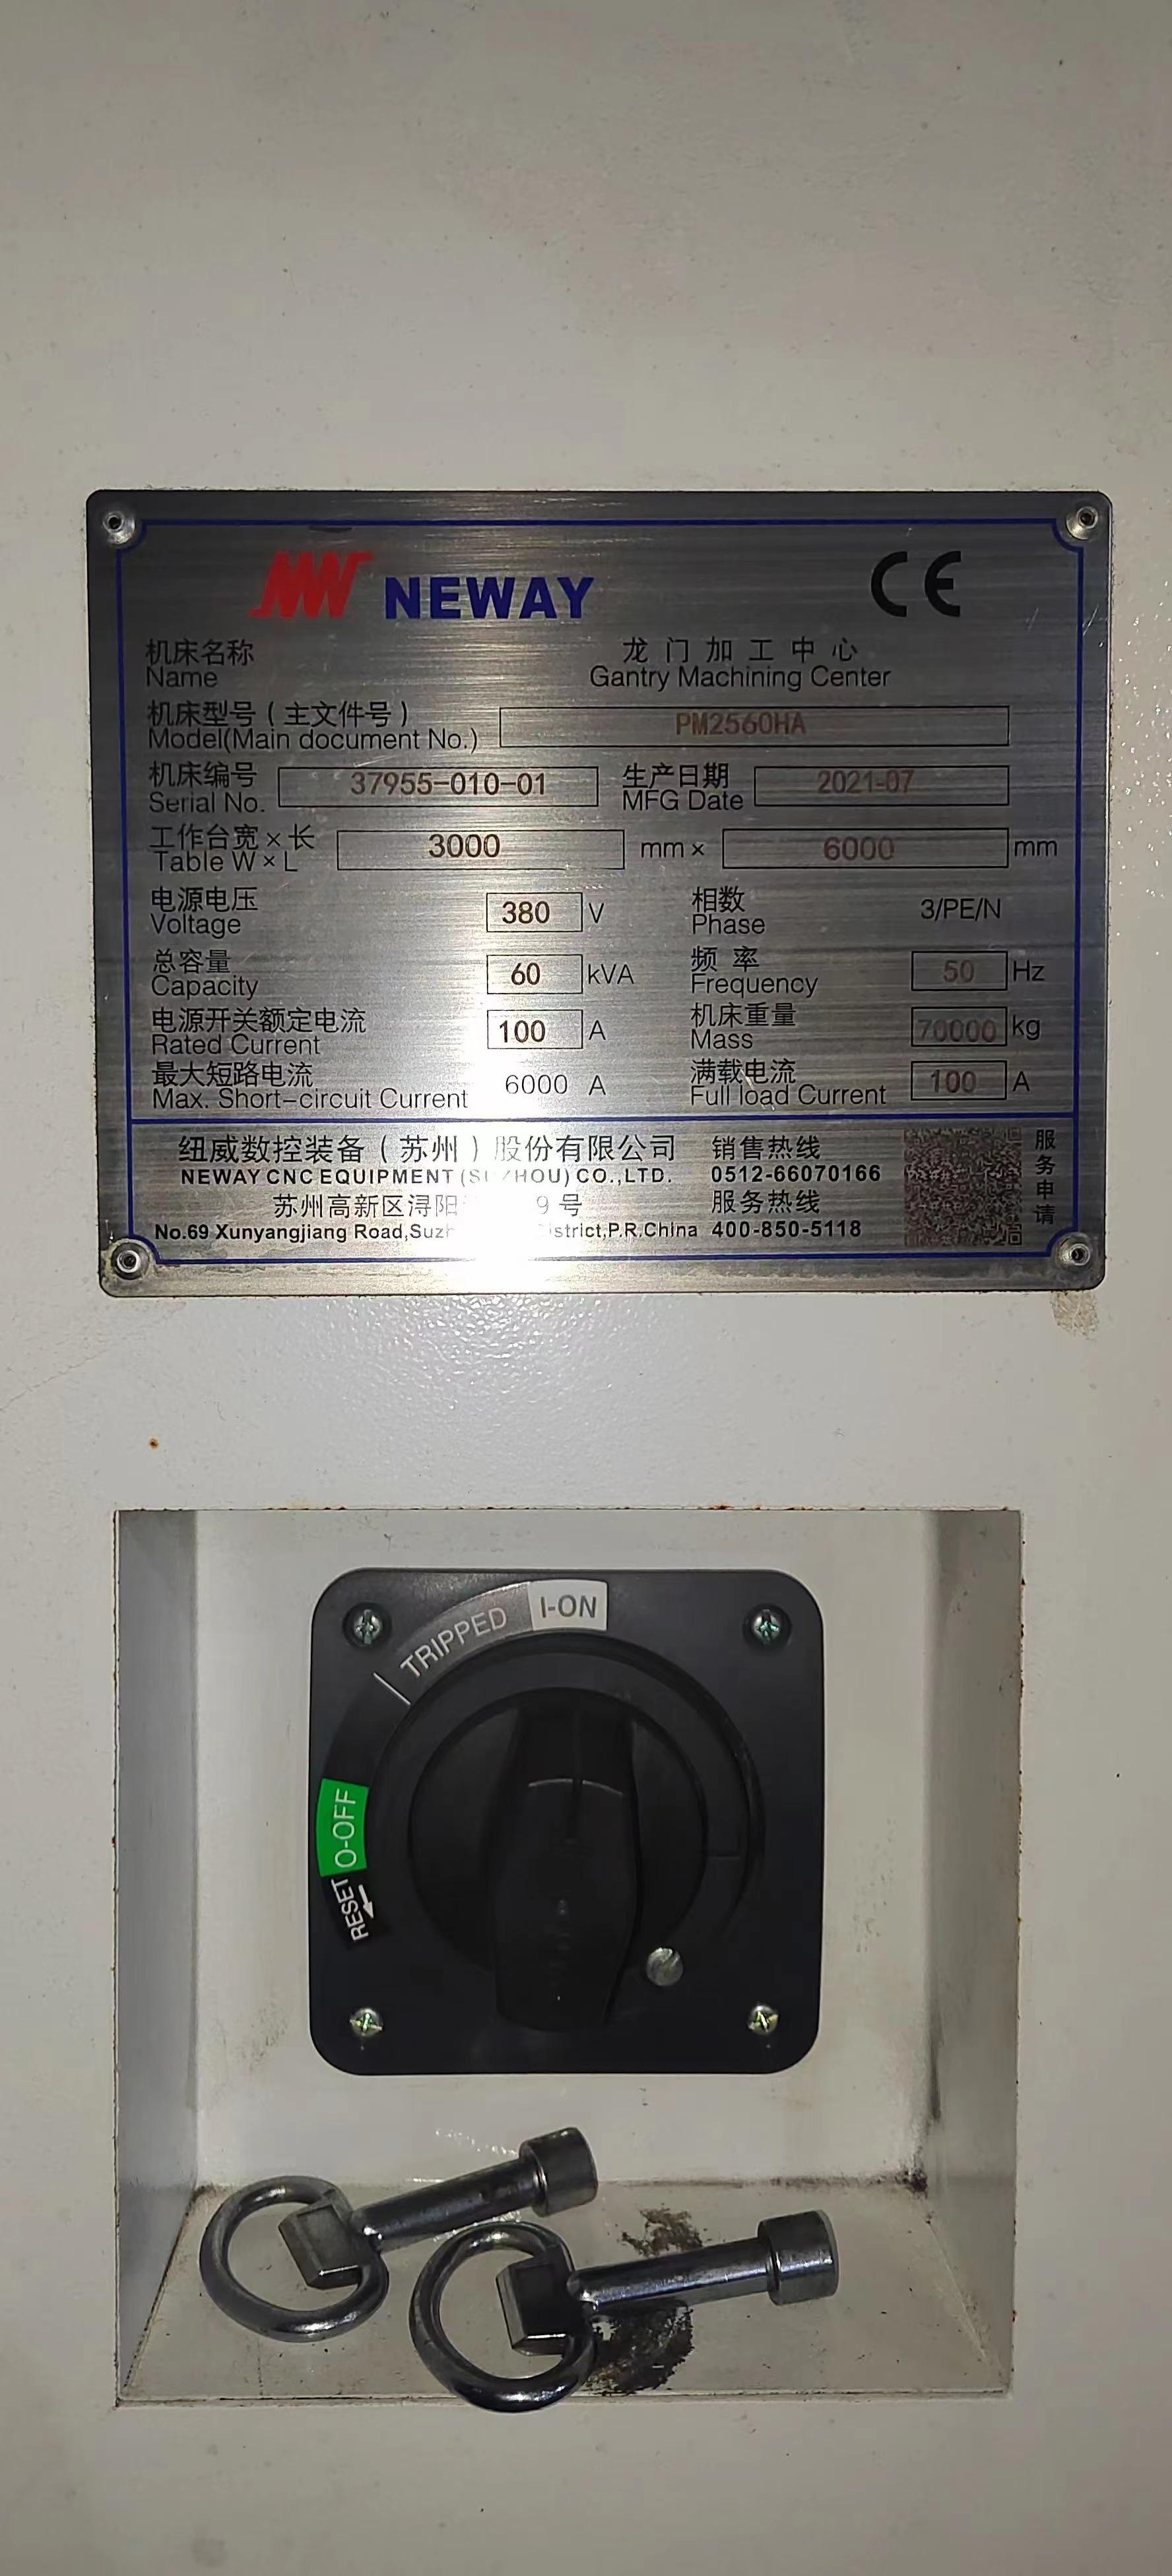 NEWAY CE
机床名称 龙门加工中心
Name Gantry Machining Center
机床型号(主文件号)
Model(Main document No.) PM2560HA
机床编号 37955-010-01 生产日期 2021-07
Serial No. MFG Date
工作台宽×长 3000 mm × 6000 mm
Table W×L
电源电压 380 V 相数 3/PE/N
Voltage Phase
总容量 60 kVA 频率 50 Hz
Capacity Frequency
电源开关额定电流 100 A 机床重量 70000 kg
Rated Current Mass
最大短路电流 6000 A 满载电流 100 A
Max. Short-circuit Current Full load Current
纽威数控装备(苏州)股份有限公司 销售热线
NEWAY CNC EQUIPMENT CO.,LTD. 0512-66070166
苏州高新区浔阳 9号 服务热线
No.69 Xunyangjiang Road, P.R.China 400-850-5118
服务申请
I-ON
TRIPPED
O-OFF
RESET